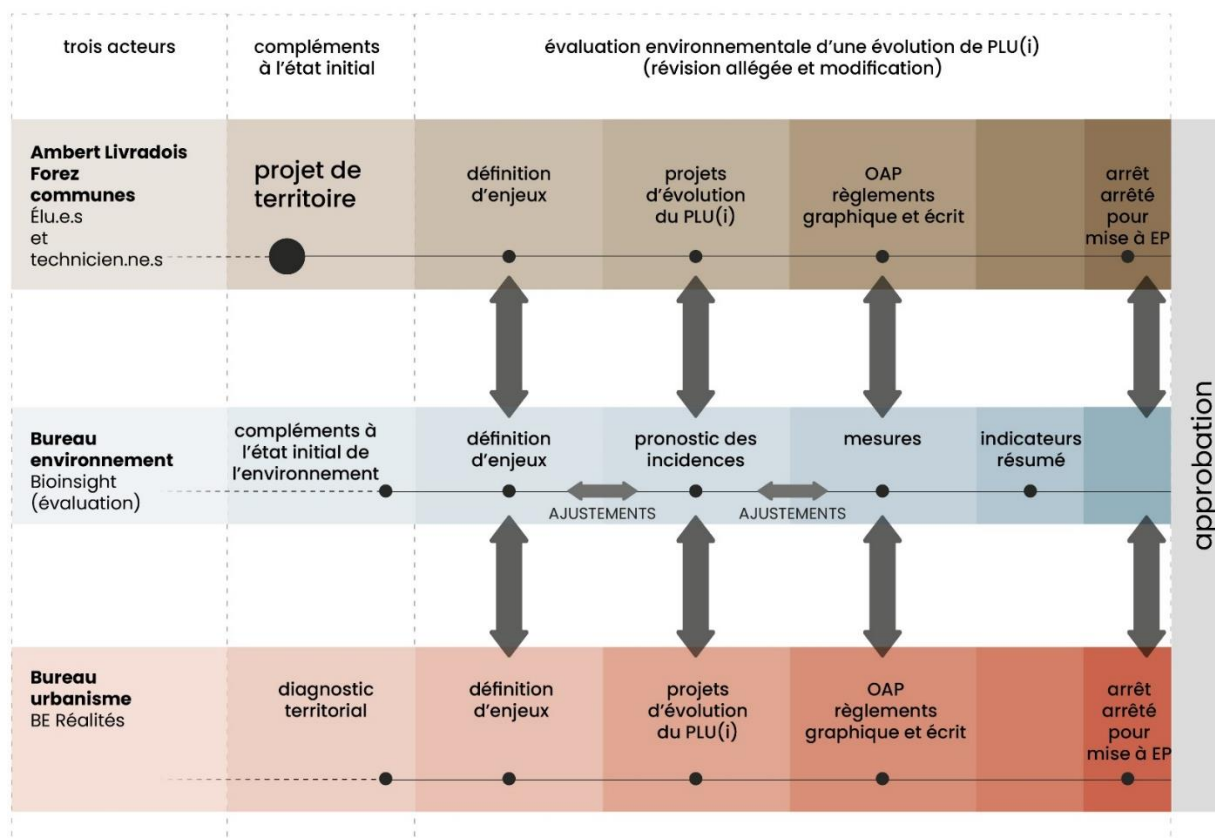 trois acteurs
compléments
à l'état initial
évaluation environnementale d'une évolution de PLU(i)
(révision allégée et modification)
Ambert Livradois
Forez
communes
Élu.e.s
et
technicien.ne.s
projet de
territoire
définition
d'enjeux
projets
d'évolution
du PLU(i)
OAP
règlements
graphique et écrit
arrêt
arrêté
pour
mise à EP
Bureau
environnement
Bioinsight
(évaluation)
compléments à
l'état initial de
l'environnement
définition
d'enjeux
pronostic des
incidences
mesures
indicateurs
résumé
AJUSTEMENTS
AJUSTEMENTS
Bureau
urbanisme
BE Réalités
diagnostic
territorial
définition
d'enjeux
projets
d'évolution
du PLU(i)
OAP
règlements
graphique et écrit
arrêt
arrêté
pour
mise à EP
approbation